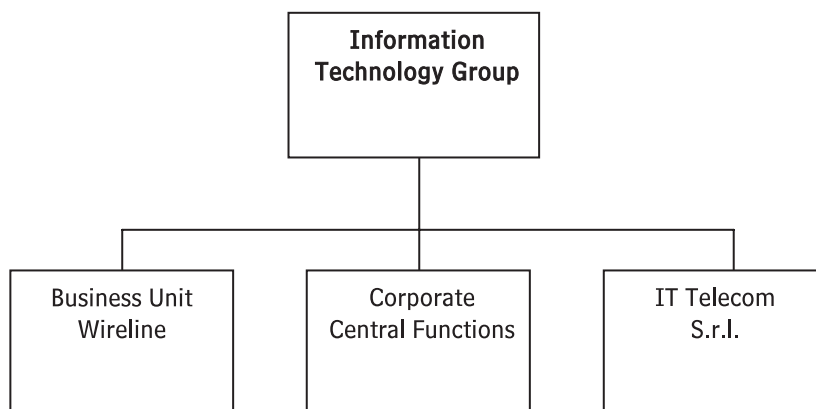 Information
Technology Group
Business Unit
Wireline
Corporate
Central Functions
IT Telecom
S.r.l.